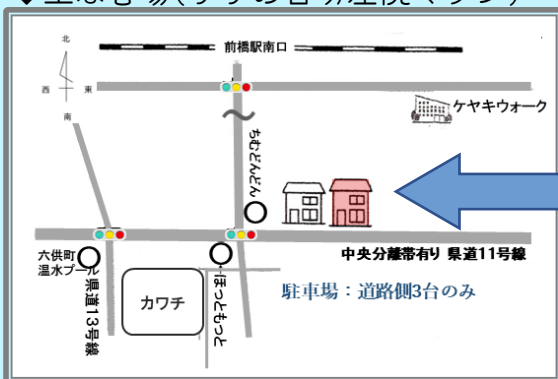 北
西 東
南
前橋駅南口
ケヤキウォーク
ちむどんどん
中央分離帯有り 県道11号線
六供町
温水プール
県道13号線
カワチ
ほっともっと
駐車場：道路側3台のみ